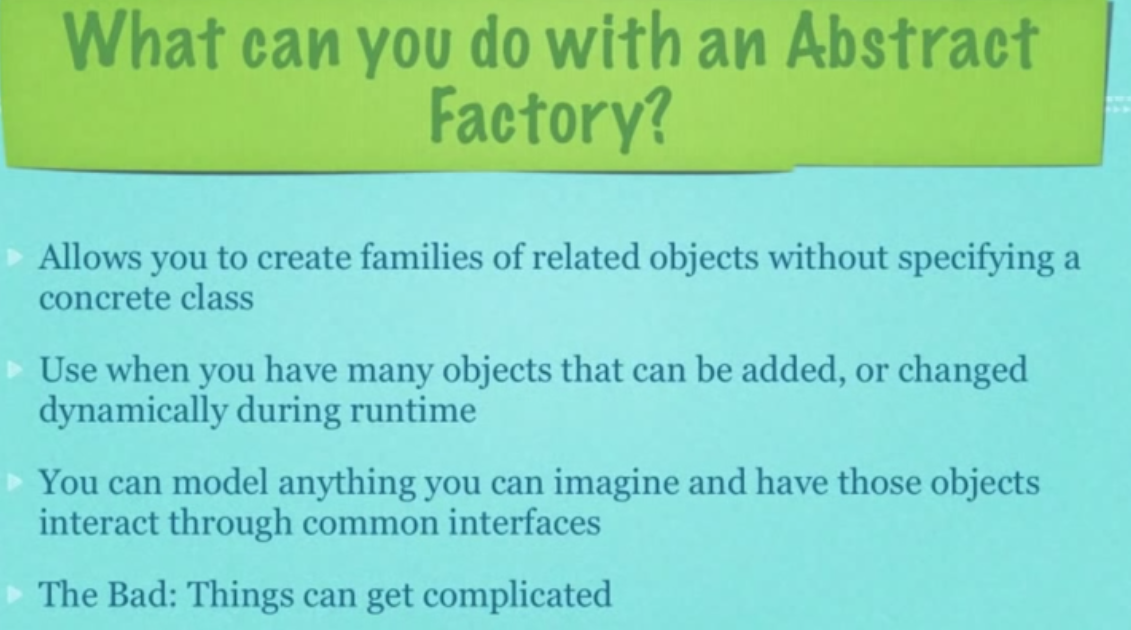 What can you do with an Abstract
Factory?
Allows you to create families of related objects without specifying a
concrete class
Use when you have many objects that can be added, or changed
dynamically during runtime
You can model anything you can imagine and have those objects
interact through common interfaces
The Bad: Things can get complicated